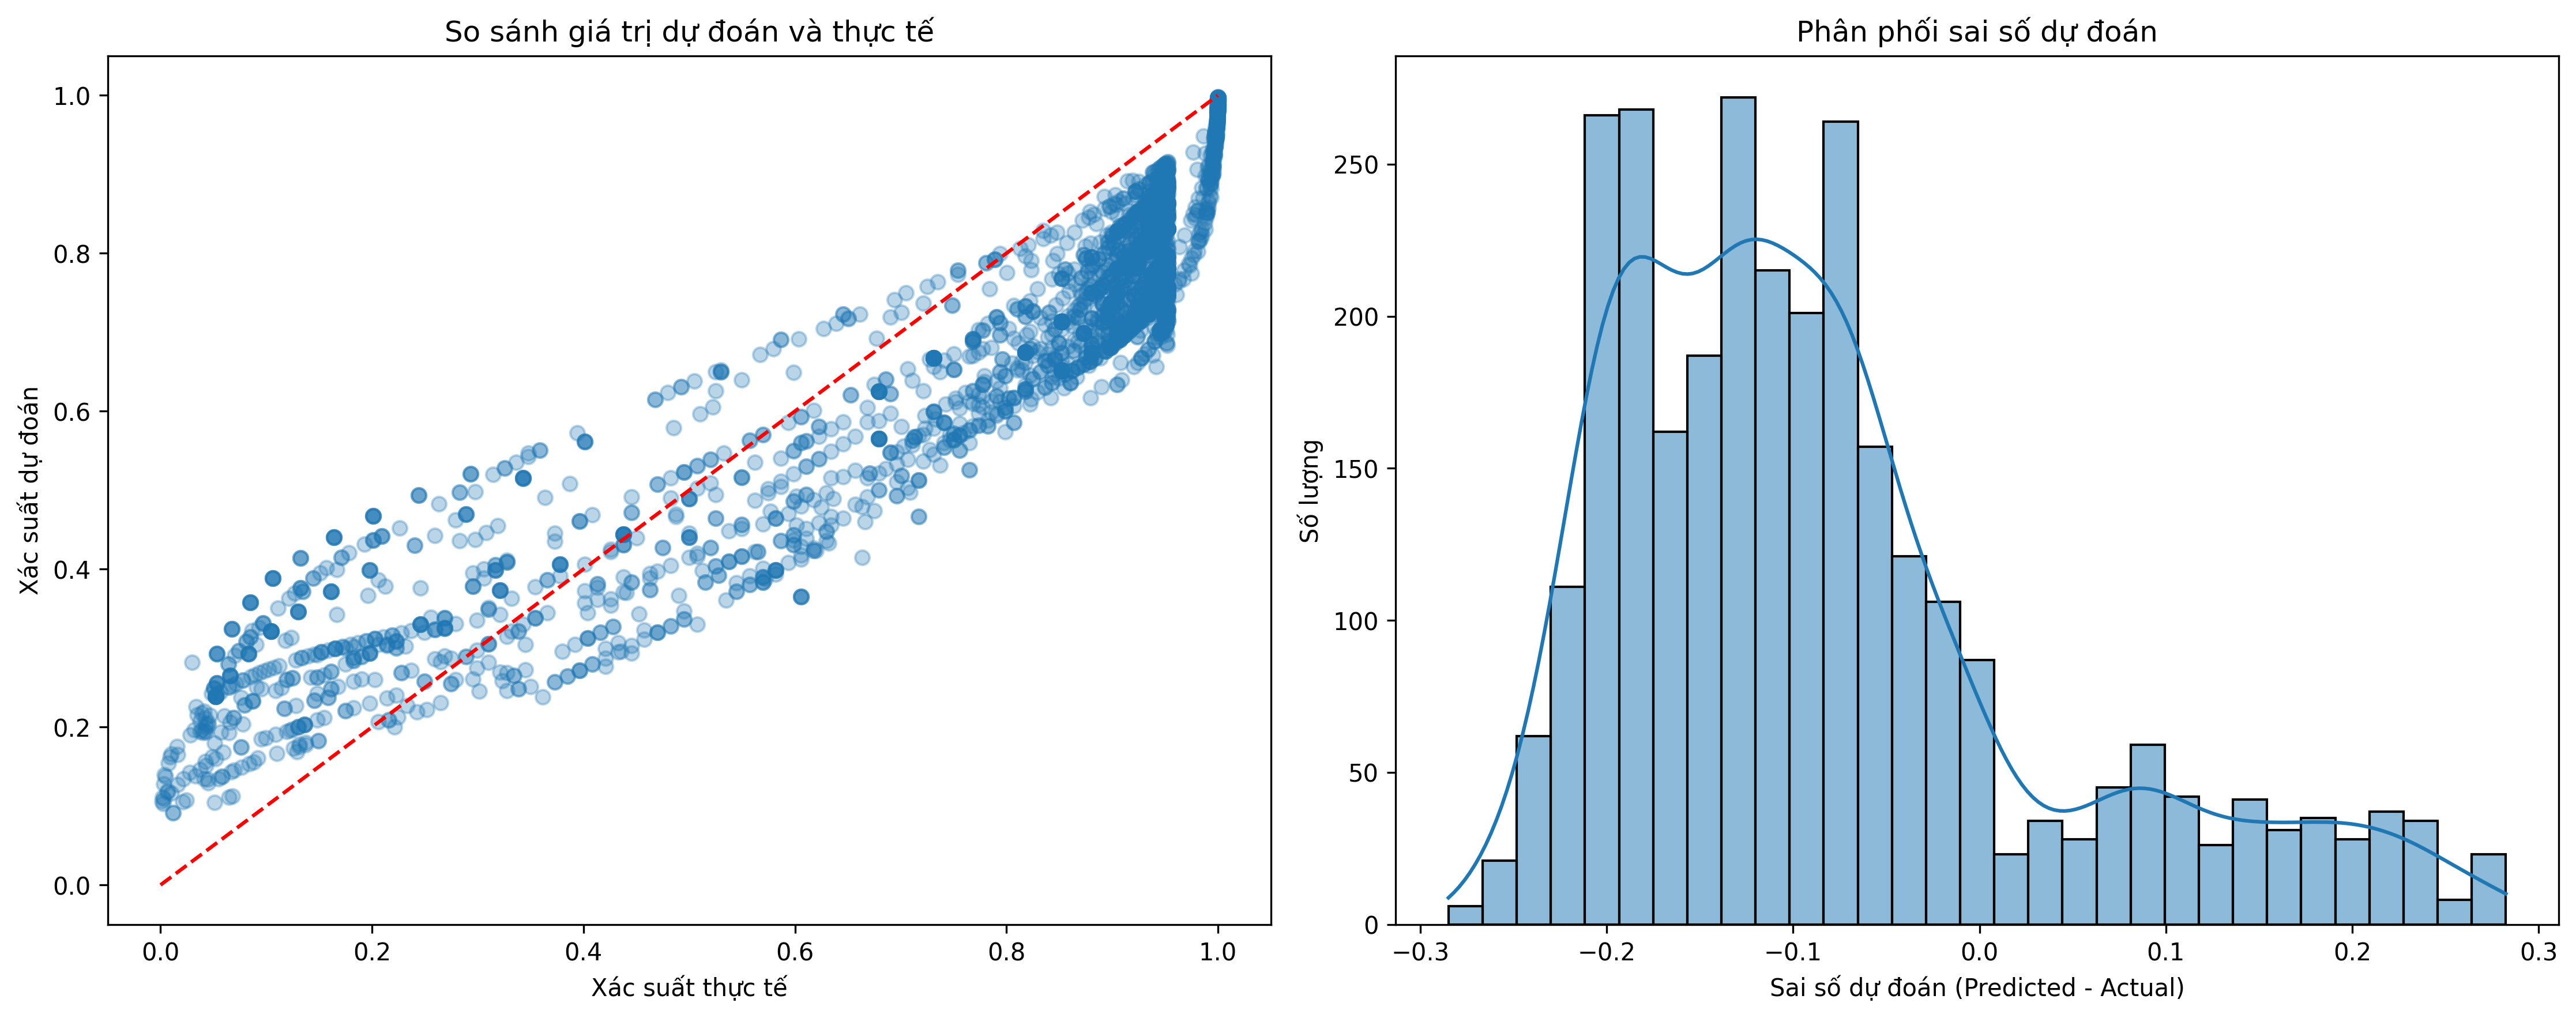 So sánh giá trị dự đoán và thực tế
1.0
0.8
0.6
0.4
0.2
0.0
Xác suất dự đoán
0.0 0.2 0.4 0.6 0.8 1.0
Xác suất thực tế
Phân phối sai số dự đoán
250
200
150
100
50
0
Số lượng
−0.3 −0.2 −0.1 0.0 0.1 0.2 0.3
Sai số dự đoán (Predicted - Actual)